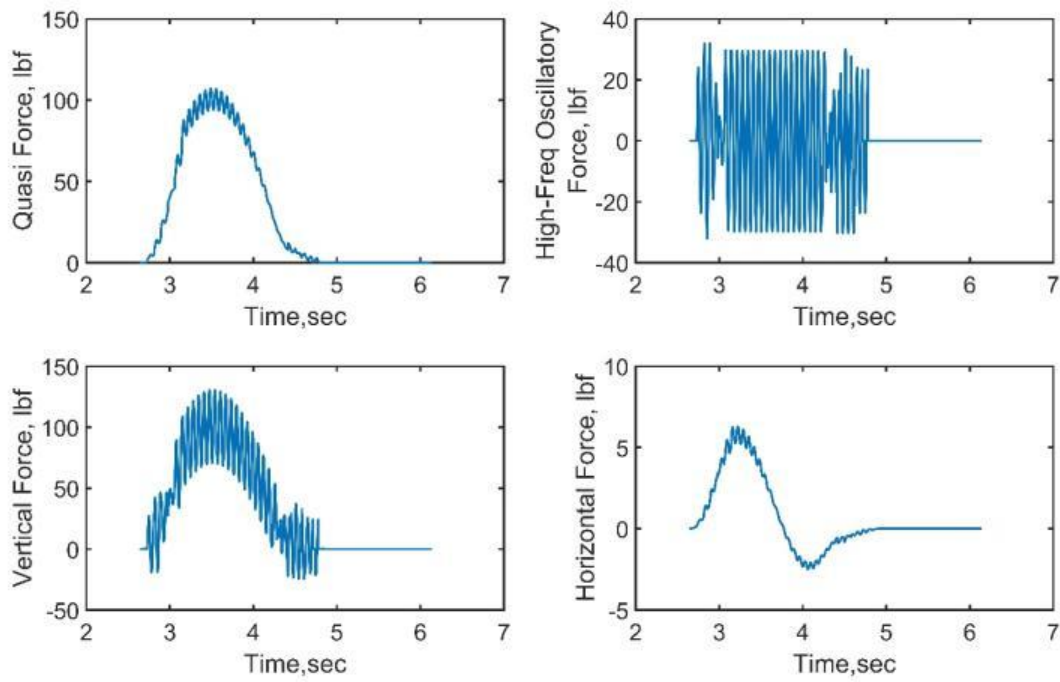 150
100
50
0
Quasi Force, lbf
2 3 4 5 6 7
Time,sec
40
20
0
-20
-40
High-Freq Oscillatory
Force, lbf
2 3 4 5 6 7
Time,sec
150
100
50
0
-50
Vertical Force, lbf
2 3 4 5 6 7
Time,sec
10
5
0
-5
Horizontal Force, lbf
2 3 4 5 6 7
Time,sec